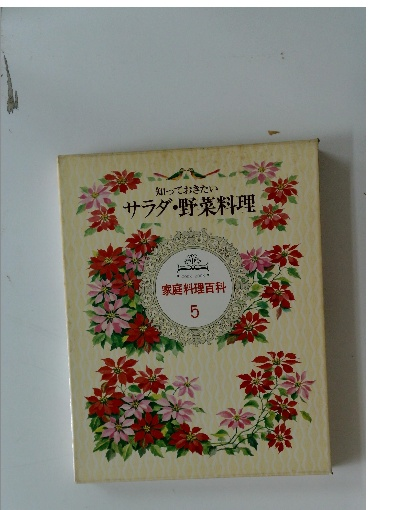 知っておきたい
サラダ・野菜料理
家庭料理百科
5